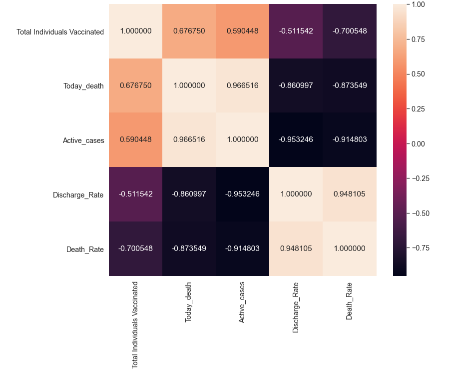 Total Individuals Vaccinated 1.000000 0.676750 0.590448 -0.511542 -0.700548
Today_death 0.676750 1.000000 0.966516 -0.860997 -0.873549
Active_cases 0.590448 0.966516 1.000000 -0.953246 -0.914803
Discharge_Rate -0.511542 -0.860997 -0.953246 1.000000 0.948105
Death_Rate -0.700548 -0.873549 -0.914803 0.948105 1.000000
Total Individuals Vaccinated
Today_death
Active_cases
Discharge_Rate
Death_Rate
1.00
0.75
0.50
0.25
0.00
-0.25
-0.50
-0.75